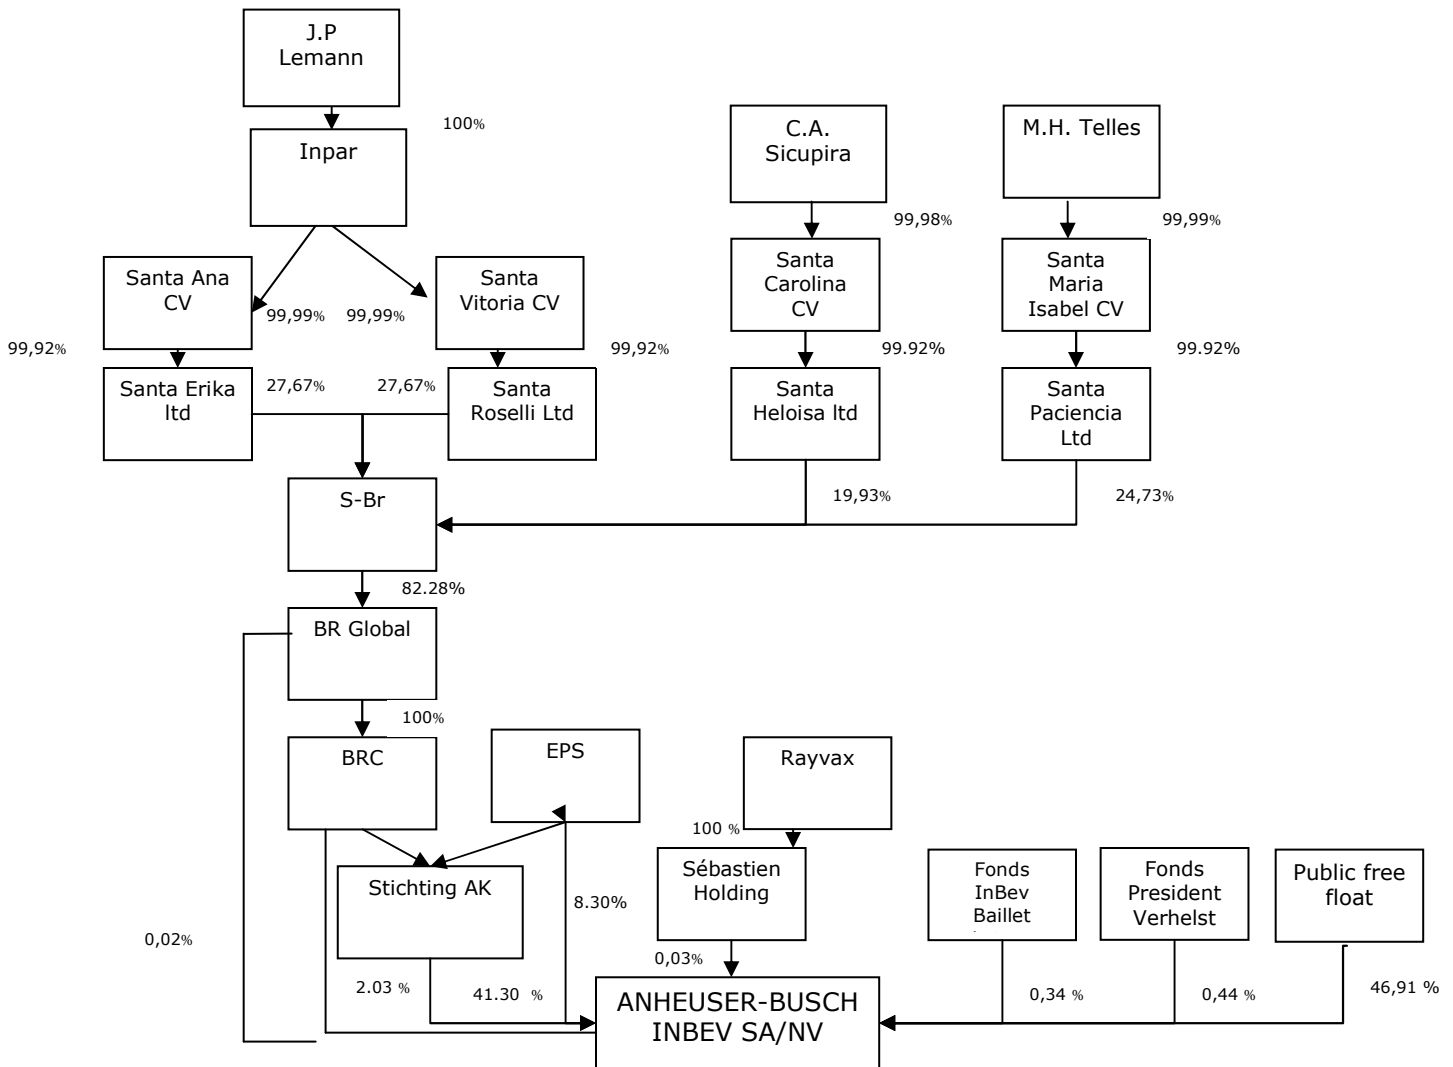 J.P
Lemann
100%
Inpar
C.A.
Sicupira
M.H. Telles
99,98%
99,99%
Santa Ana
CV
Santa
Vitoria CV
Santa
Carolina
CV
Santa
Maria
Isabel CV
99,99%
99,99%
99,92%
99,92%
99.92%
99.92%
Santa Erika
ltd
27,67%
27,67%
Santa
Roselli Ltd
Santa
Heloisa ltd
Santa
Paciencia
Ltd
S-Br
19,93%
24,73%
82.28%
BR Global
100%
BRC
EPS
Rayvax
100 %
Stichting AK
8.30%
Sébastien
Holding
Fonds
InBev
Baillet
Fonds
President
Verhelst
Public free
float
0,02%
0,03%
2.03 %
41.30 %
ANHEUSER-BUSCH
INBEV SA/NV
0,34 %
0,44 %
46,91 %